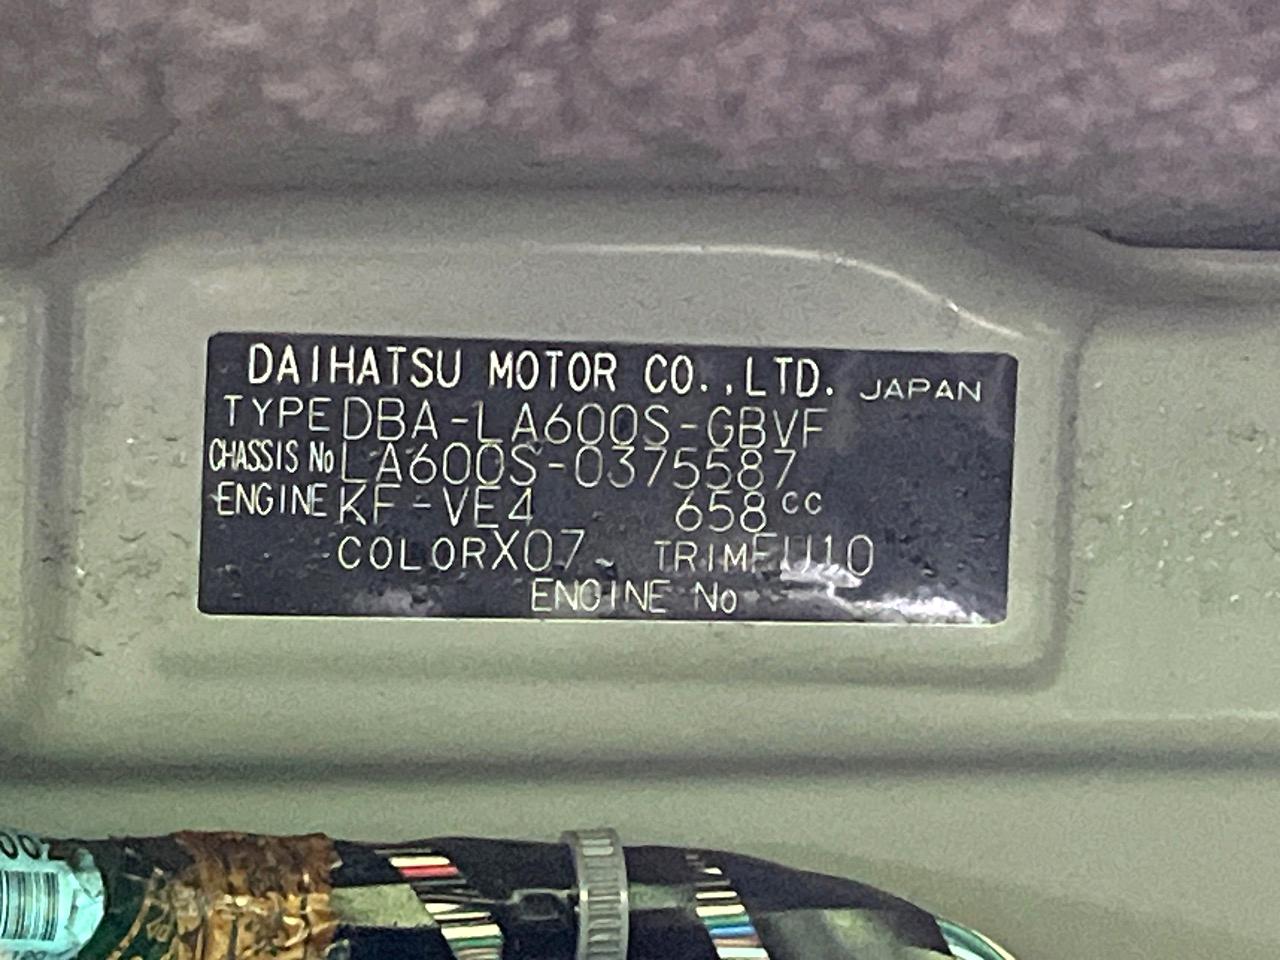 DAIHATSU MOTOR CO.,LTD. JAPAN
TYPE DBA-LA600S-GBVF
CHASSIS No LA600S-0375587
ENGINE KF-VE4 658cc
COLOR X07 TRIM FU10
ENGINE No